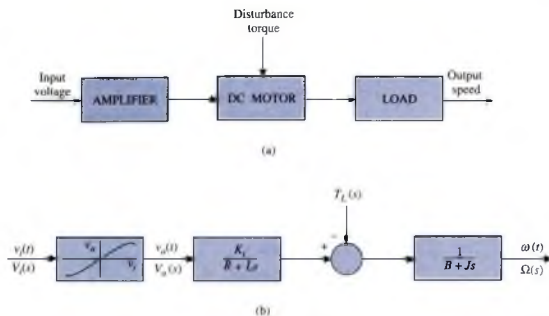 Disturbance
torque
Input
voltage
AMPLIFIER
DC MOTOR
LOAD
Output
speed
(a)
T_L(s)
v_i(t)
V_i(s)
v_a
v_i
v_a(t)
V_a(s)
K_i
R + Ls
+
−
1
B + Js
ω(t)
Ω(s)
(b)